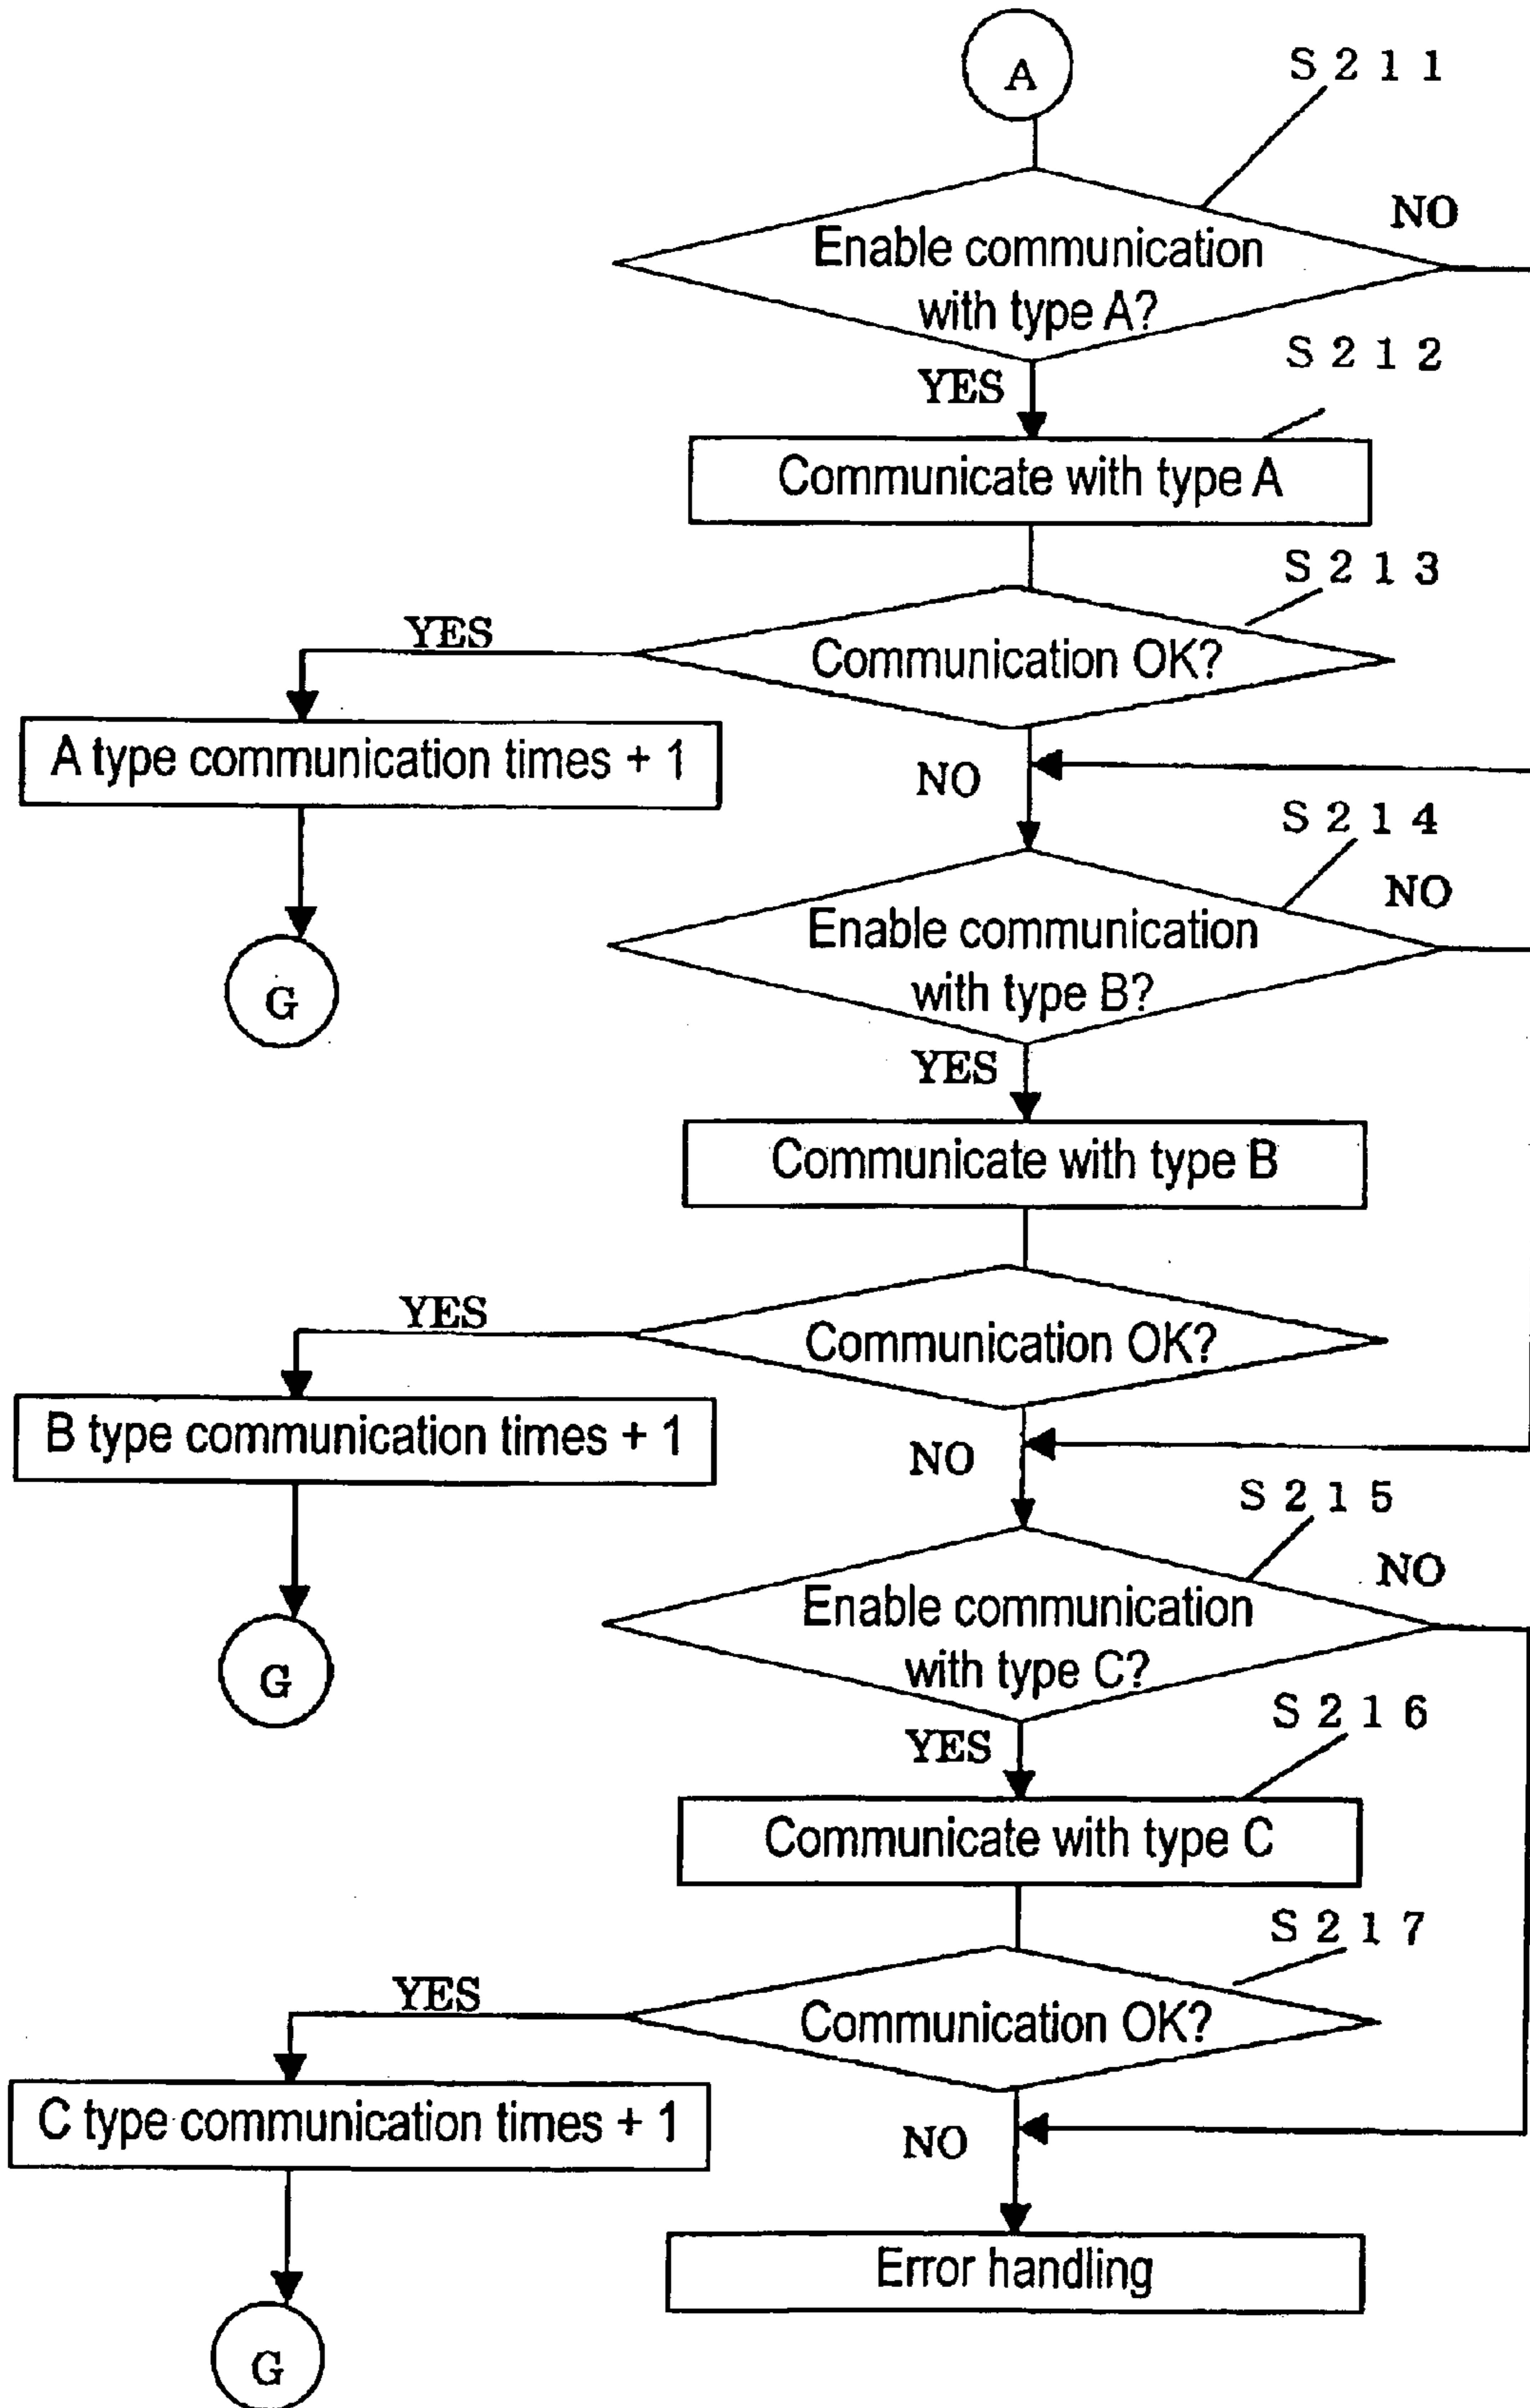 A
S 2 1 1
NO
Enable communication
with type A?
S 2 1 2
YES
Communicate with type A
S 2 1 3
YES
Communication OK?
A type communication times + 1
NO
S 2 1 4
NO
Enable communication
with type B?
G
YES
Communicate with type B
YES
Communication OK?
B type communication times + 1
NO
S 2 1 5
NO
Enable communication
with type C?
G
S 2 1 6
YES
Communicate with type C
S 2 1 7
YES
Communication OK?
C type communication times + 1
NO
Error handling
G